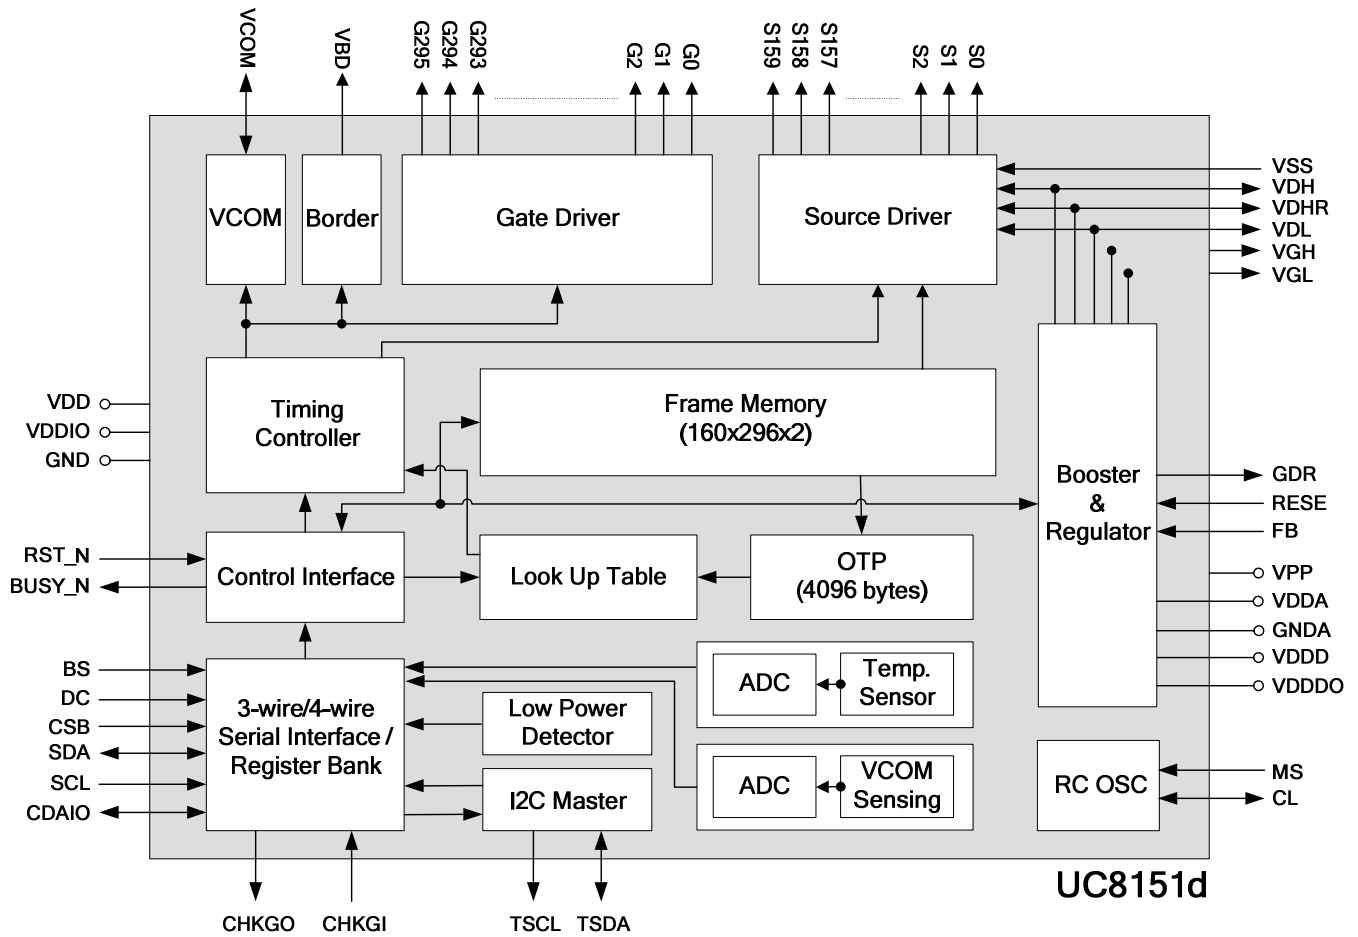 VCOM
VBD
G295
G294
G293
G2
G1
G0
S159
S158
S157
S2
S1
S0
VCOM
Border
Gate Driver
Source Driver
VSS
VDH
VDHR
VDL
VGH
VGL
VDD
VDDIO
GND
Timing
Controller
Frame Memory
(160x296x2)
Booster
&
Regulator
GDR
RESE
FB
VPP
VDDA
GNDA
VDDD
VDDDO
RST_N
BUSY_N
Control Interface
Look Up Table
OTP
(4096 bytes)
BS
DC
CSB
SDA
SCL
CDAIO
3-wire/4-wire
Serial Interface /
Register Bank
Low Power
Detector
I2C Master
ADC
Temp.
Sensor
ADC
VCOM
Sensing
RC OSC
MS
CL
UC8151d
CHKGO
CHKGI
TSCL
TSDA